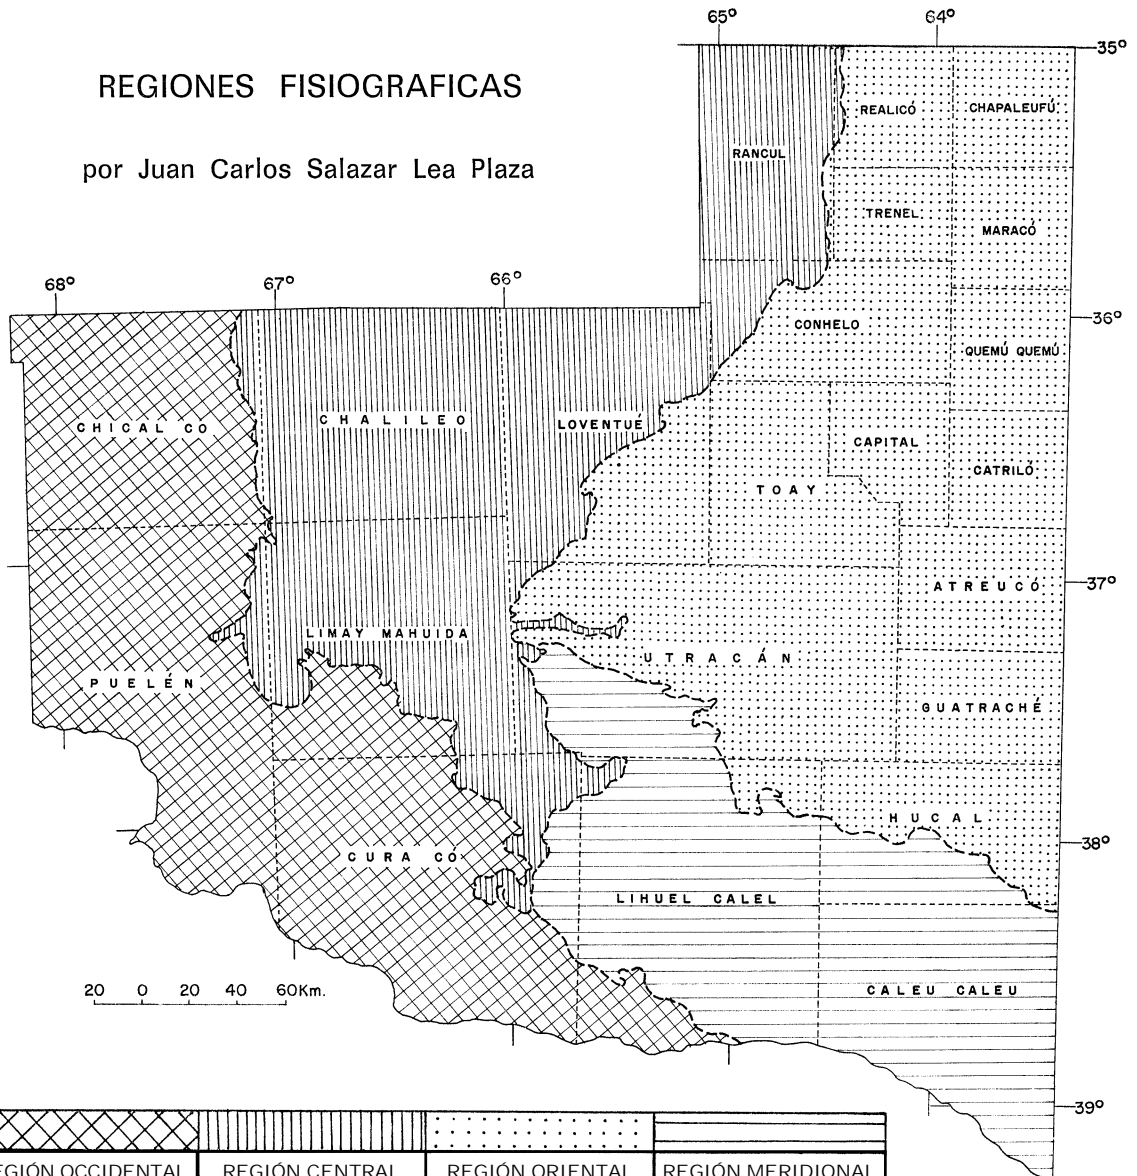 65° 64°
35°
REGIONES FISIOGRAFICAS
REALICÓ CHAPALEUFÚ
RANCUL
por Juan Carlos Salazar Lea Plaza
TRENEL
MARACÓ
68° 67° 66°
36°
CONHELO
QUEMÚ QUEMÚ
CHICAL CO CHALILEO LOVENTUÉ
CAPITAL
CATRILÓ
TOAY
37°
ATREUCÓ
LIMAY MAHUIDA
UTRACÁN
PUELÉN
GUATRACHÉ
HUCAL
38°
CURA CÓ
LIHUEL CALEL
20 0 20 40 60Km.
CALEU CALEU
39°
REGIÓN CENTRAL REGIÓN ORIENTAL REGIÓN MERIDIONAL